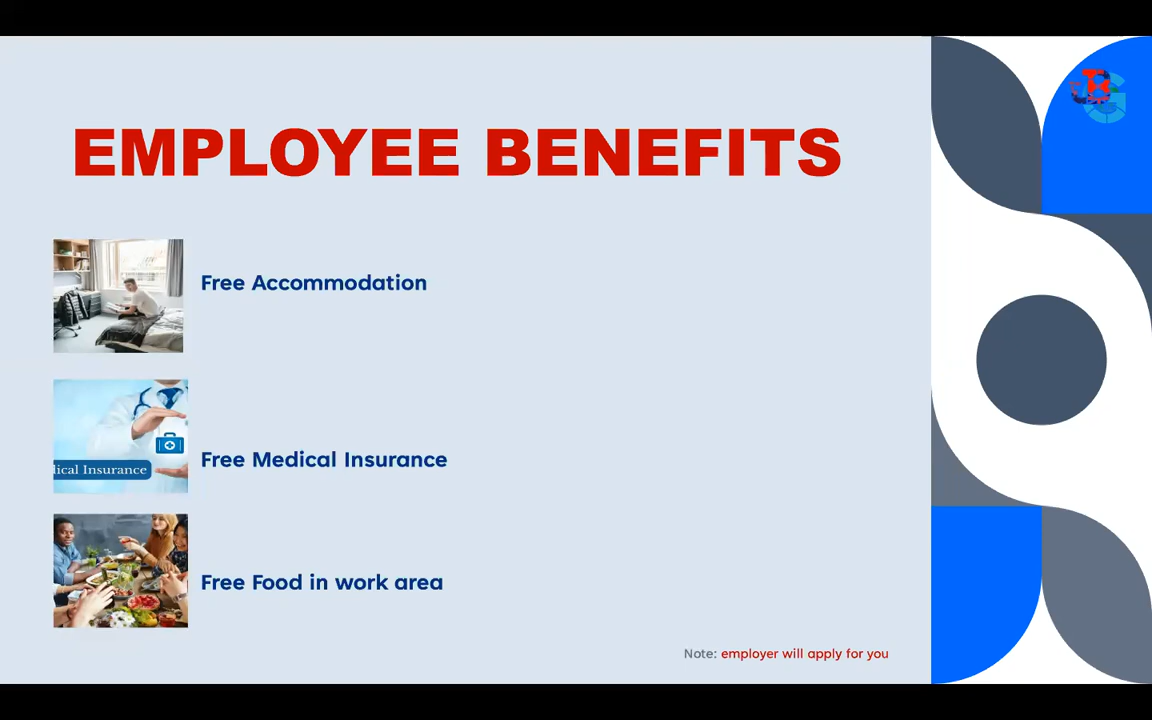 EMPLOYEE BENEFITS
Free Accommodation
Free Medical Insurance
dical Insurance
Free Food in work area
Note: employer will apply for you